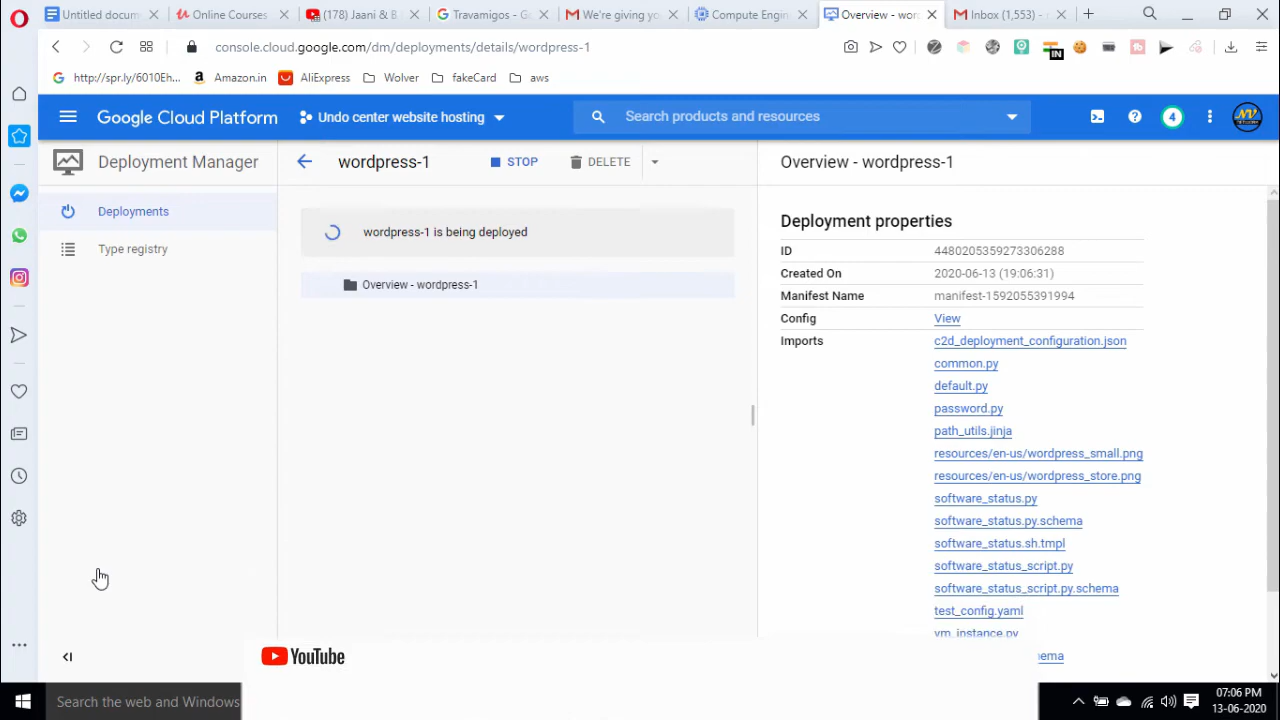 Untitled document
Online Courses
(178) Jaani & B
Travamigos - G
We're giving yo
Compute Engin
Overview - wor
Inbox (1,553) -
console.cloud.google.com/dm/deployments/details/wordpress-1
IN
http://spr.ly/6010Eh...
Amazon.in
AliExpress
Wolver
fakeCard
aws
Google Cloud Platform
Undo center website hosting
Search products and resources
4
Deployment Manager
wordpress-1
STOP
DELETE
Overview - wordpress-1
Deployments
Type registry
wordpress-1 is being deployed
Overview - wordpress-1
Deployment properties
ID 4480205359273306288
Created On 2020-06-13 (19:06:31)
Manifest Name manifest-1592055391994
Config View
Imports c2d_deployment_configuration.json
common.py
default.py
password.py
path_utils.jinja
resources/en-us/wordpress_small.png
resources/en-us/wordpress_store.png
software_status.py
software_status.py.schema
software_status.sh.tmpl
software_status_script.py
software_status_script.py.schema
test_config.yaml
vm_instance.py
ema
YouTube
Search the web and Windows
07:06 PM
13-06-2020